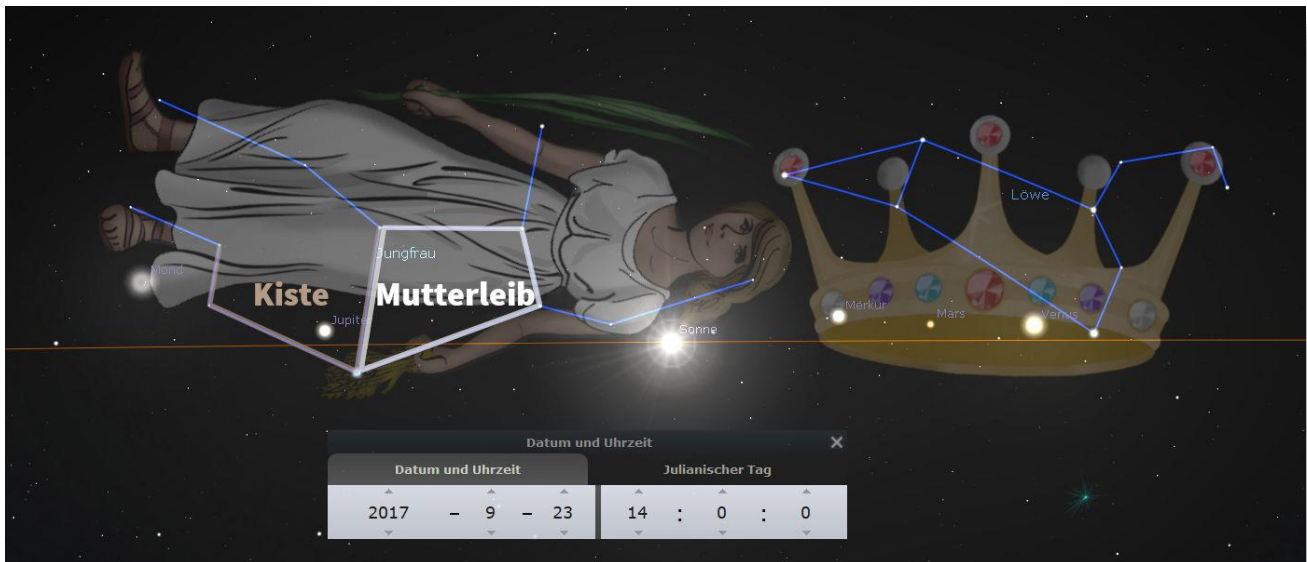 Löwe
Jungfrau
Mond
Kiste
Mutterleib
Merkur
Jupite
Mars
Venus
Sonne
Datum und Uhrzeit
Datum und Uhrzeit
Julianischer Tag
2017 – 9 – 23 14 : 0 : 0